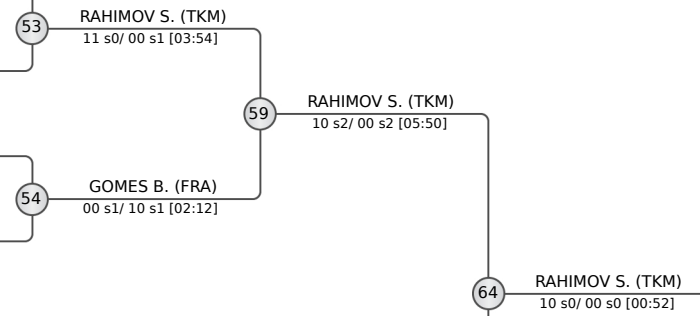 53
RAHIMOV S. (TKM)
11 s0/ 00 s1 [03:54]
59
RAHIMOV S. (TKM)
10 s2/ 00 s2 [05:50]
54
GOMES B. (FRA)
00 s1/ 10 s1 [02:12]
64
RAHIMOV S. (TKM)
10 s0/ 00 s0 [00:52]